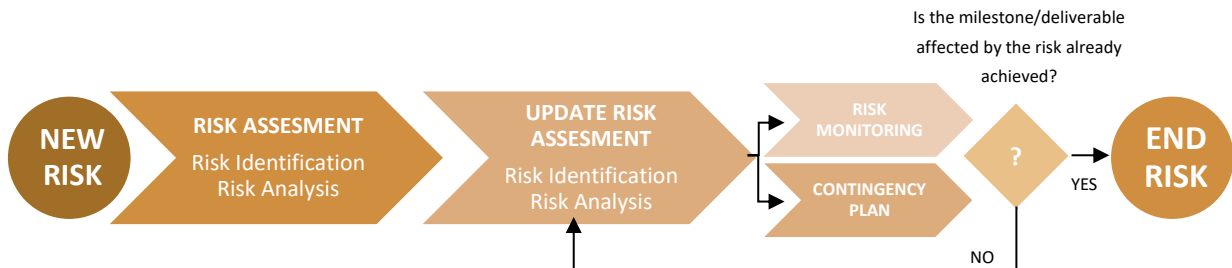 Is the milestone/deliverable
affected by the risk already
achieved?
NEW
RISK
RISK ASSESMENT
Risk Identification
Risk Analysis
UPDATE RISK
ASSESMENT
Risk Identification
Risk Analysis
RISK
MONITORING
CONTINGENCY
PLAN
?
YES
NO
END
RISK